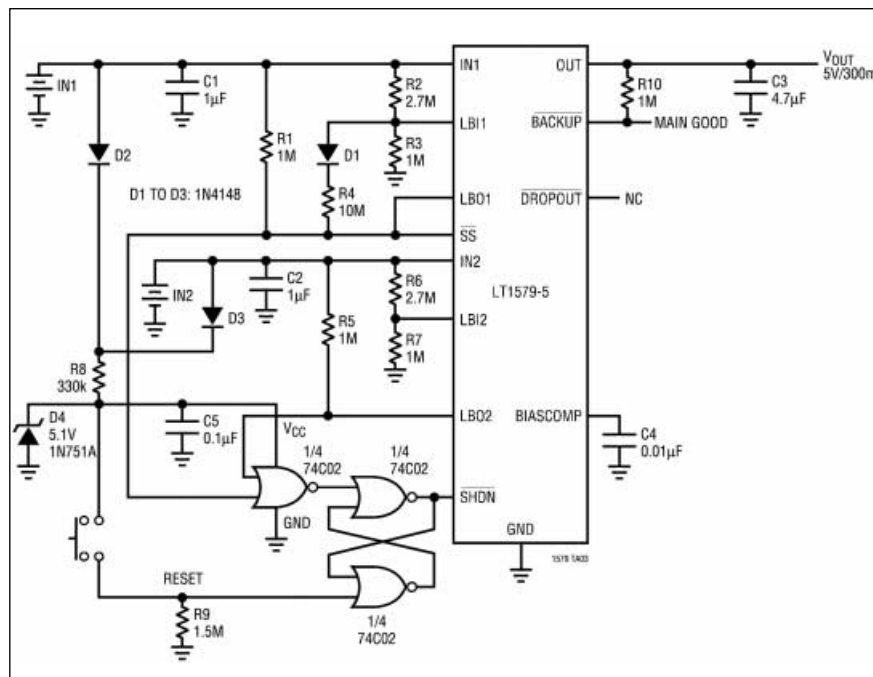 IN1
C1
1µF
R2
2.7M
IN1
OUT
R10
1M
VOUT
5V/300m
C3
4.7µF
LBI1
BACKUP
MAIN GOOD
D2
R1
1M
D1
R3
1M
D1 TO D3: 1N4148
R4
10M
LBO1
DROPOUT
NC
SS
IN2
IN2
C2
1µF
R6
2.7M
LT1579-5
D3
R5
1M
LBI2
R7
1M
R8
330k
D4
5.1V
1N751A
C5
0.1µF
VCC
LBO2
BIASCOMP
C4
0.01µF
1/4
74C02
1/4
74C02
SHDN
GND
GND
1579 TA03
RESET
R9
1.5M
1/4
74C02